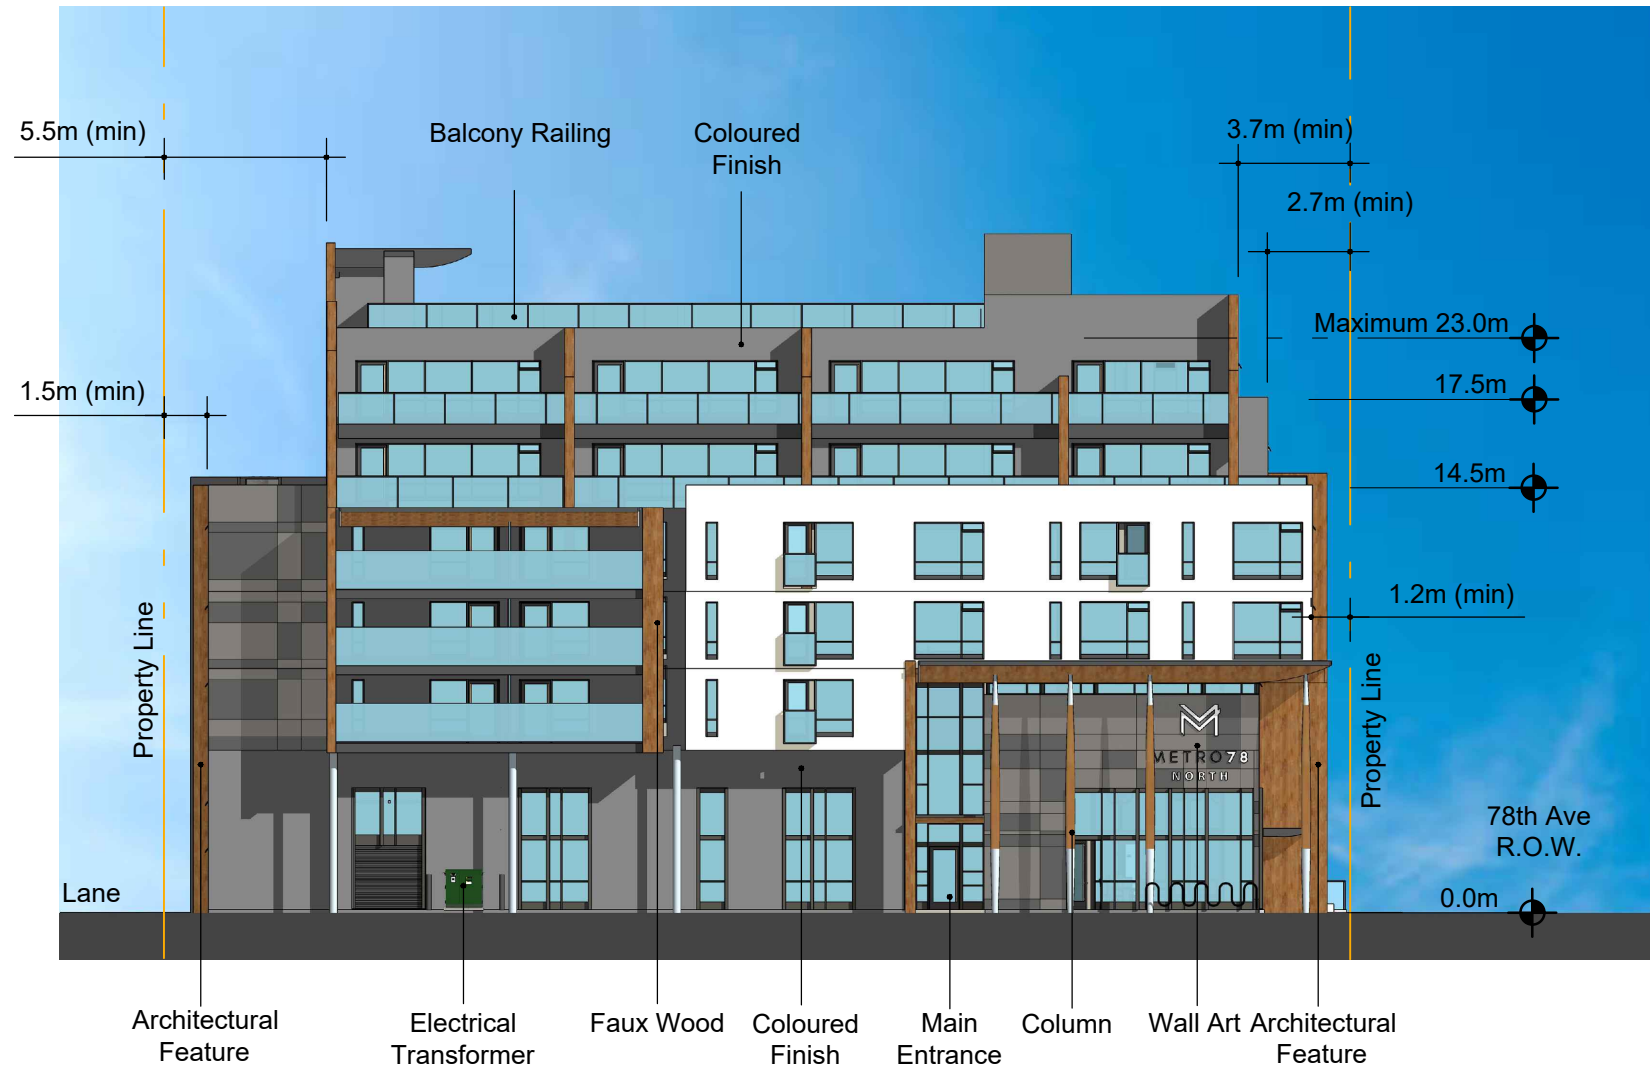 5.5m (min)
Balcony Railing
Coloured
Finish
3.7m (min)
2.7m (min)
Maximum 23.0m
17.5m
1.5m (min)
14.5m
1.2m (min)
Property Line
Property Line
METRO78
NORTH
78th Ave
R.O.W.
Lane
0.0m
Architectural
Feature
Electrical
Transformer
Faux Wood
Coloured
Finish
Main
Entrance
Column
Wall Art
Architectural
Feature